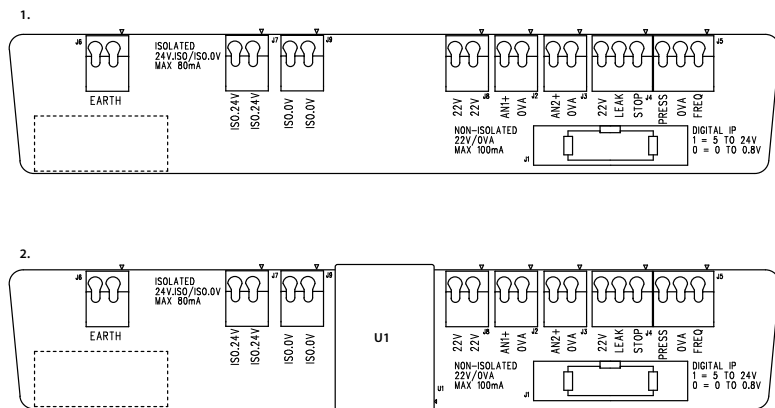 1.
J6
EARTH
ISOLATED
24V.ISO/ISO.0V
MAX 80mA
J7
ISO.24V
ISO.24V
J9
ISO.0V
ISO.0V
22V
22V
J8
AN1+
0VA
J2
AN2+
0VA
J3
22V
LEAK
STOP
J4
PRESS
0VA
FREQ
J5
NON-ISOLATED
22V/0VA
MAX 100mA
J1
DIGITAL IP
1 = 5 TO 24V
0 = 0 TO 0.8V
2.
J6
EARTH
ISOLATED
24V.ISO/ISO.0V
MAX 80mA
J7
ISO.24V
ISO.24V
J9
ISO.0V
ISO.0V
U1
U1
22V
22V
J8
AN1+
0VA
J2
AN2+
0VA
J3
22V
LEAK
STOP
J4
PRESS
0VA
FREQ
J5
NON-ISOLATED
22V/0VA
MAX 100mA
J1
DIGITAL IP
1 = 5 TO 24V
0 = 0 TO 0.8V